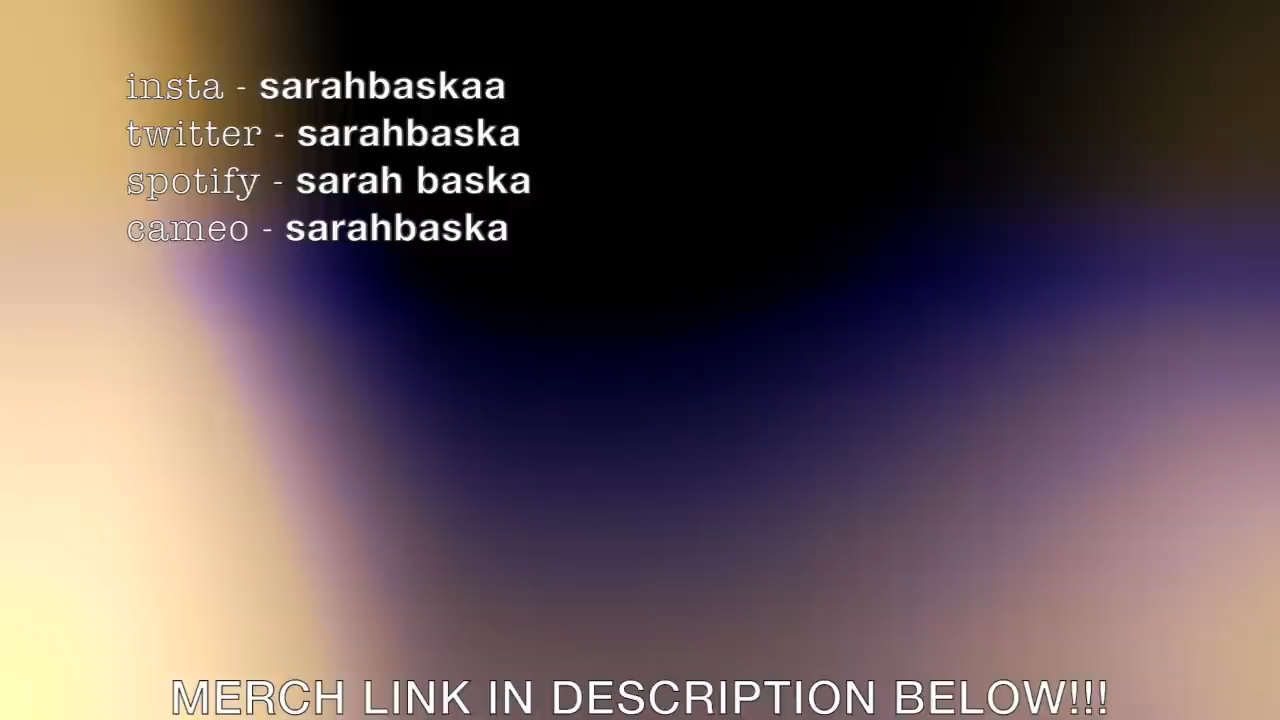 insta - sarahbaskaa
twitter - sarahbaska
spotify - sarah baska
cameo - sarahbaska
MERCH LINK IN DESCRIPTION BELOW!!!